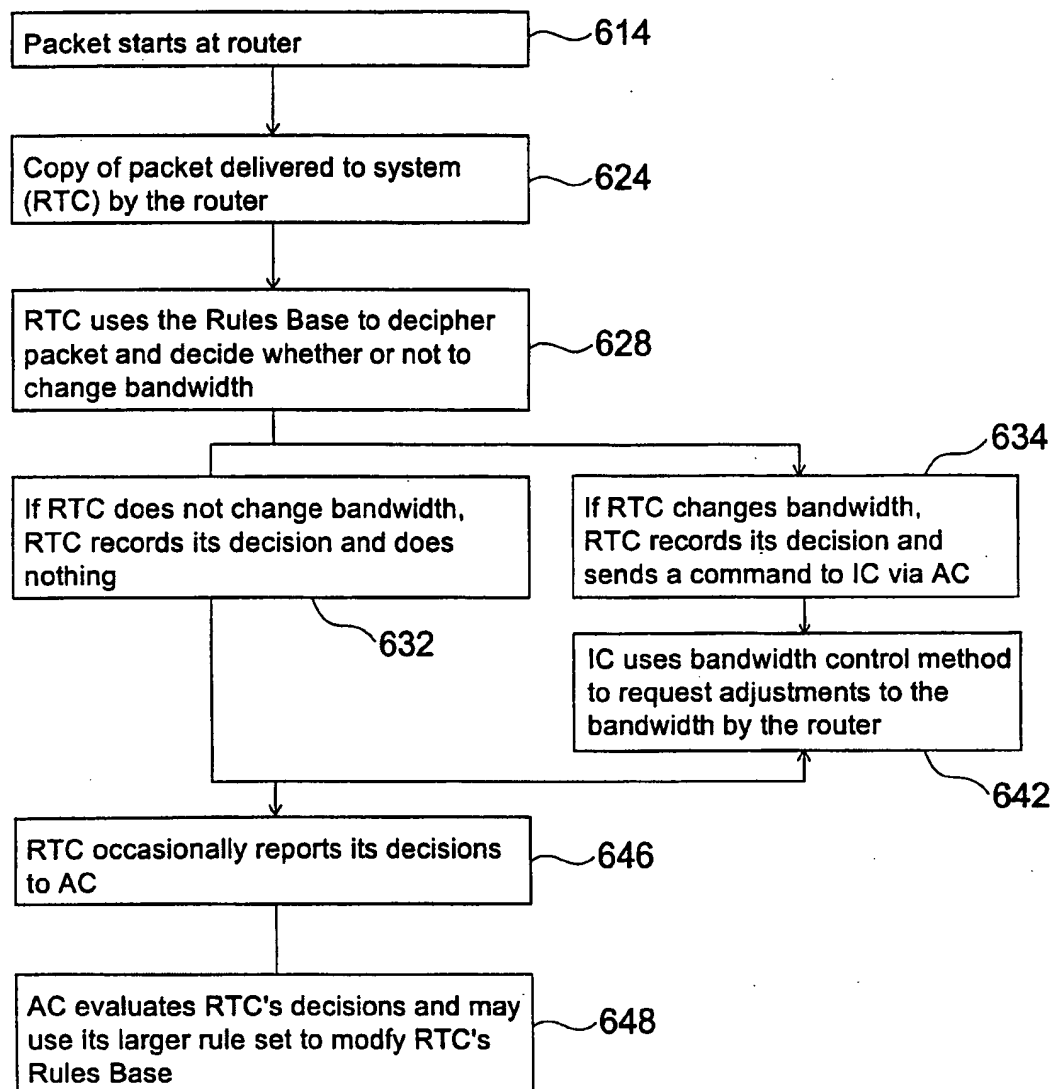 Packet starts at router
614
Copy of packet delivered to system
(RTC) by the router
624
RTC uses the Rules Base to decipher
packet and decide whether or not to
change bandwidth
628
634
If RTC does not change bandwidth,
RTC records its decision and does
nothing
632
If RTC changes bandwidth,
RTC records its decision and
sends a command to IC via AC
IC uses bandwidth control method
to request adjustments to the
bandwidth by the router
642
RTC occasionally reports its decisions
to AC
646
AC evaluates RTC's decisions and may
use its larger rule set to modfy RTC's
Rules Base
648